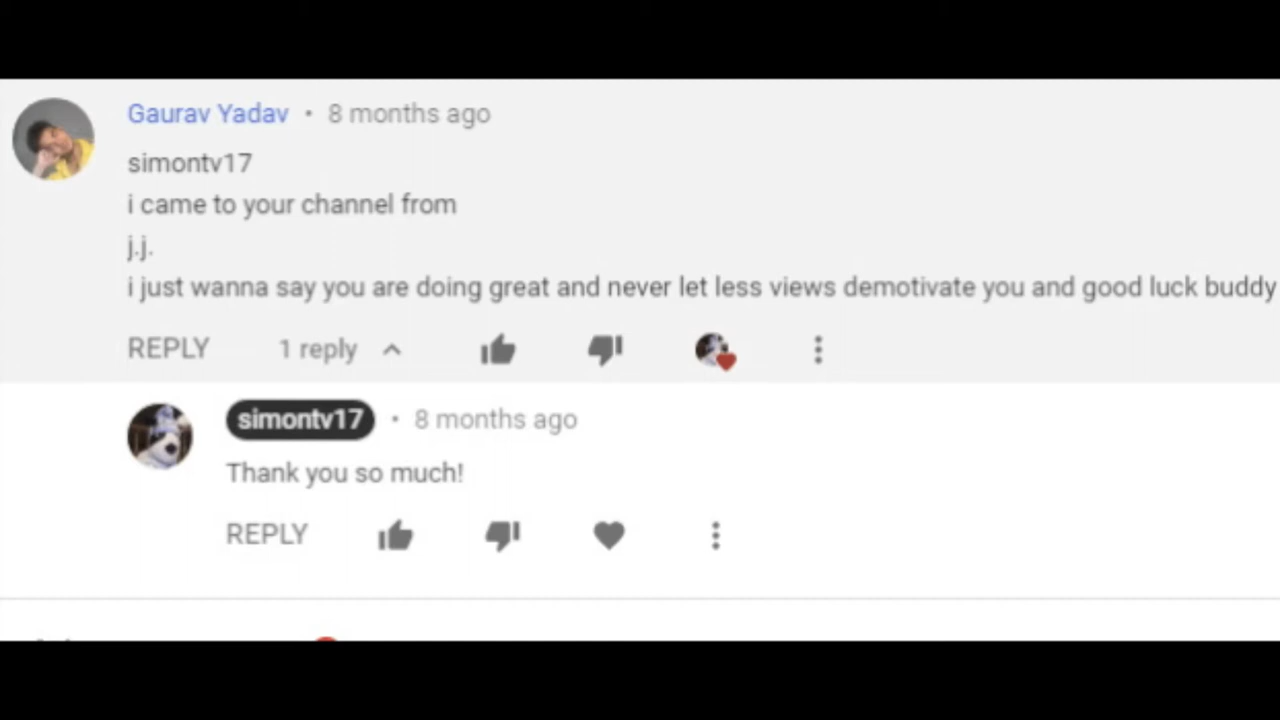 Gaurav Yadav • 8 months ago
simontv17
i came to your channel from
j.j.
i just wanna say you are doing great and never let less views demotivate you and good luck buddy
REPLY 1 reply
simontv17 • 8 months ago
Thank you so much!
REPLY